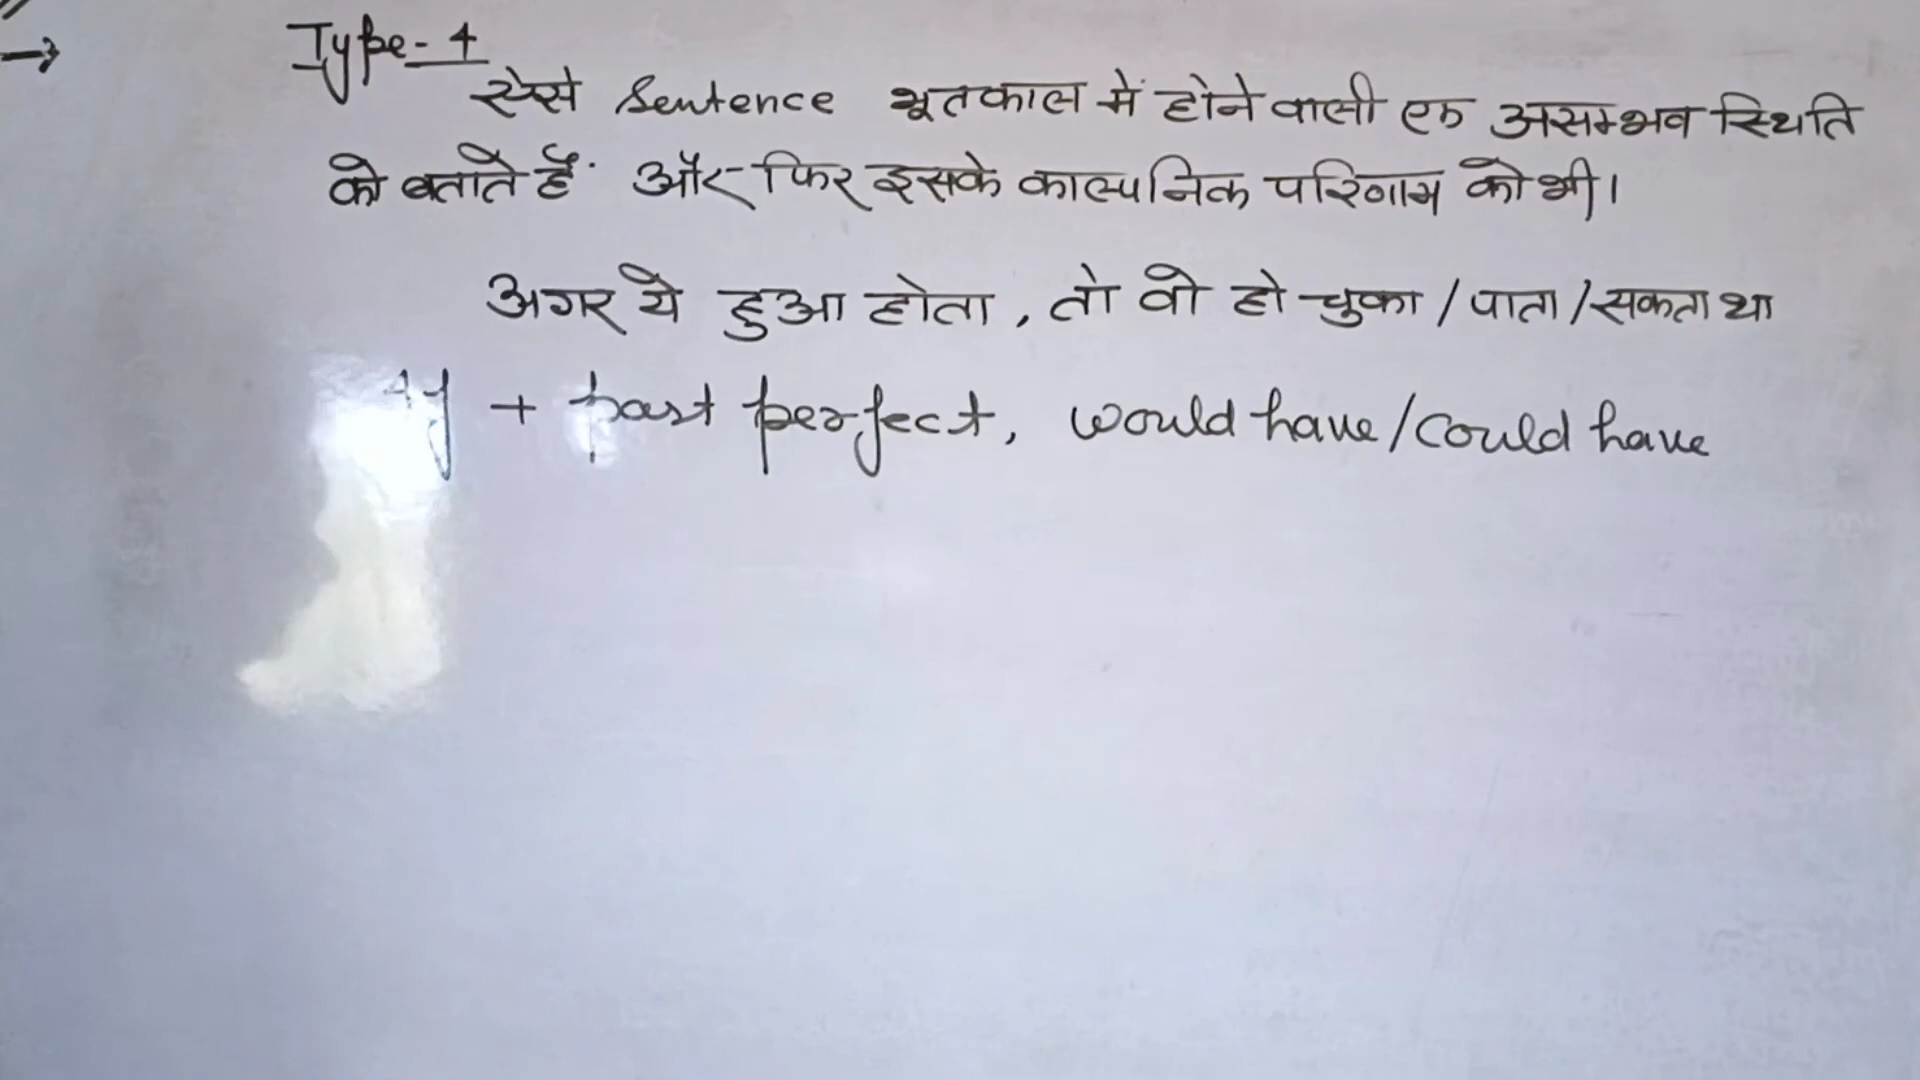 → Type-4
ऐसे Sentence भूतकाल में होने वाली एक असम्भव स्थिति
को बताते हैं और फिर इसके काल्पनिक परिणाम को भी।
अगर ये हुआ होता, तो वो हो चुका/पाता/सकता था
If + past perfect, would have/could have